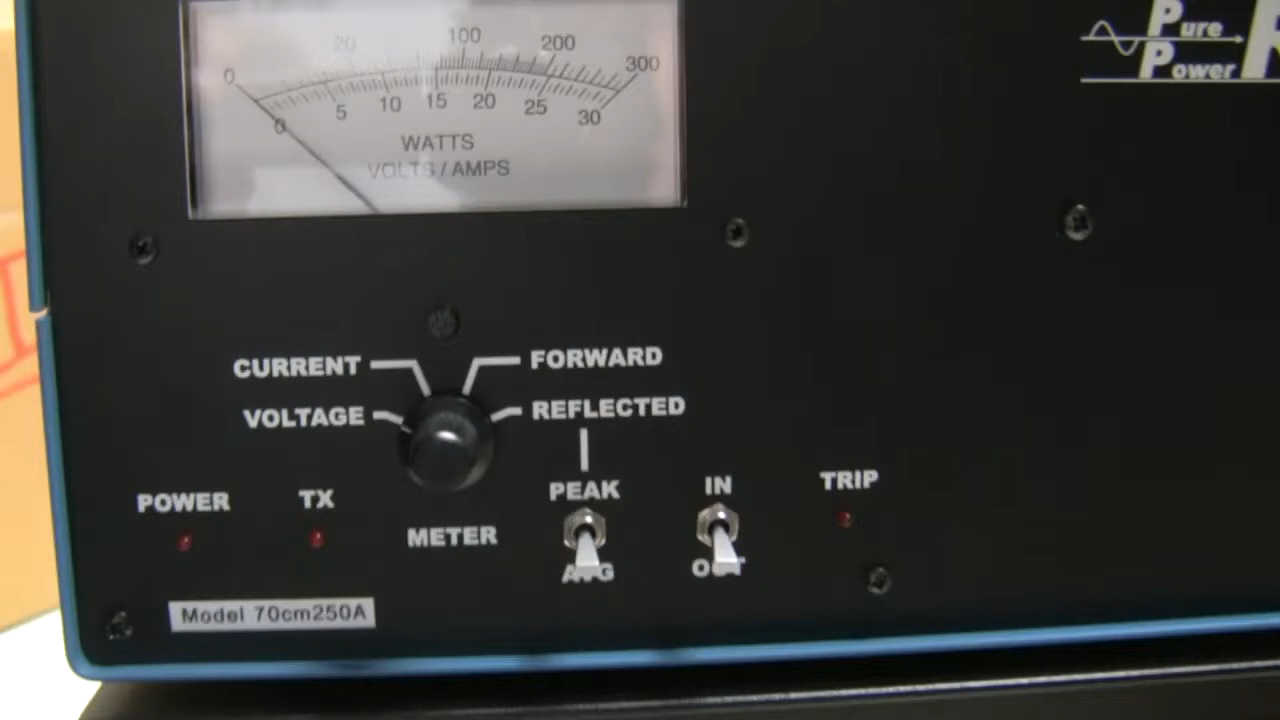 0 20 100 200 300
0 5 10 15 20 25 30
WATTS
VOLTS / AMPS
Pure
Power
CURRENT FORWARD
VOLTAGE REFLECTED
POWER TX PEAK IN TRIP
METER AVG OUT
Model 70cm250A